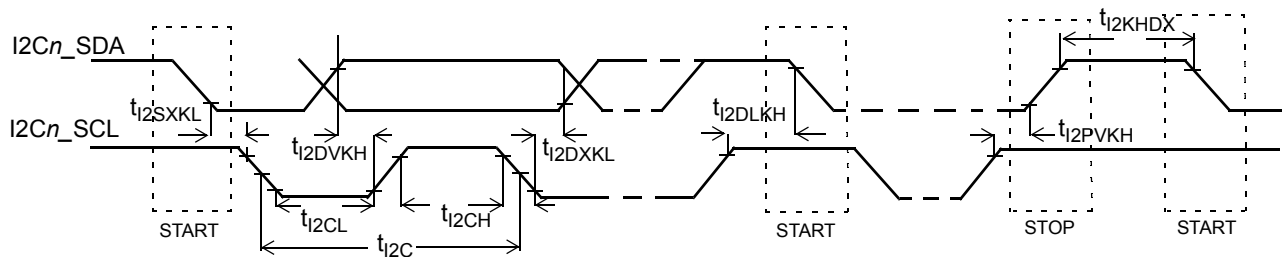 I2Cn_SDA
tI2KHDX
tI2SXKL
tI2DLKH
I2Cn_SCL
tI2DVKH
tI2DXKL
tI2PVKH
tI2CL
tI2CH
START
START
STOP
START
tI2C